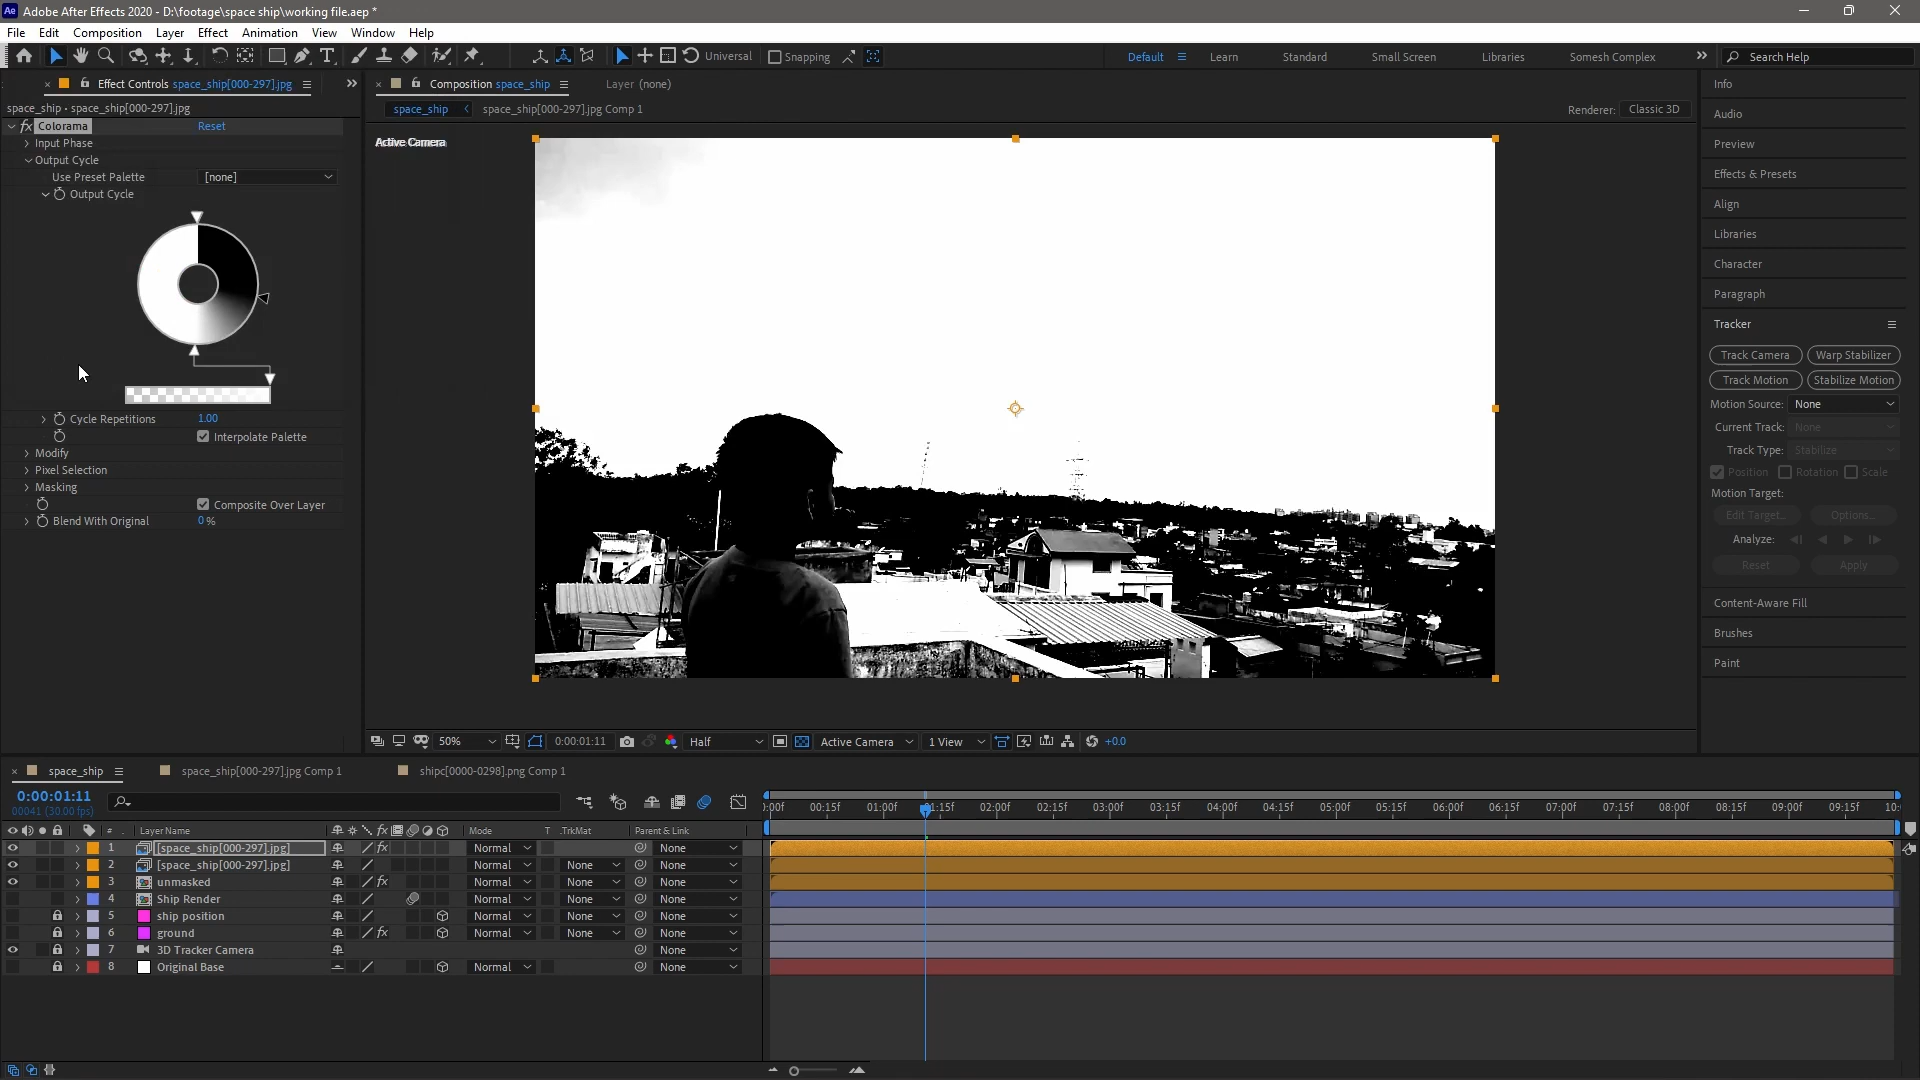 Ae Adobe After Effects 2020 - D:\footage\space ship\working file.aep *
File Edit Composition Layer Effect Animation View Window Help
Universal Snapping Default Learn Standard Small Screen Libraries Somesh Complex Search Help
Effect Controls space_ship[000-297].jpg
space_ship • space_ship[000-297].jpg
fx Colorama Reset
Input Phase
Output Cycle
Use Preset Palette [none]
Output Cycle
Cycle Repetitions 1.00
Interpolate Palette
Modify
Pixel Selection
Masking
Composite Over Layer
Blend With Original 0 %
Composition space_ship Layer (none)
space_ship space_ship[000-297].jpg Comp 1
Renderer: Classic 3D
Active Camera
50% 0:00:01:11 Half Active Camera 1 View +0.0
Info
Audio
Preview
Effects & Presets
Align
Libraries
Character
Paragraph
Tracker
Track Camera Warp Stabilizer
Track Motion Stabilize Motion
Motion Source: None
Current Track: None
Track Type: Stabilize
Position Rotation Scale
Motion Target:
Edit Target... Options...
Analyze:
Reset Apply
Content-Aware Fill
Brushes
Paint
space_ship space_ship[000-297].jpg Comp 1 shipc[0000-0298].png Comp 1
0:00:01:11
00041 (30.00 fps)
):00f 00:15f 01:00f 01:15f 02:00f 02:15f 03:00f 03:15f 04:00f 04:15f 05:00f 05:15f 06:00f 06:15f 07:00f 07:15f 08:00f 08:15f 09:00f 09:15f 10:
# Layer Name fx Mode T .TrkMat Parent & Link
1 [space_ship[000-297].jpg] fx Normal None
2 [space_ship[000-297].jpg] Normal None None
3 unmasked fx Normal None None
4 Ship Render Normal None None
5 ship position Normal None None
6 ground fx Normal None None
7 3D Tracker Camera None
8 Original Base Normal None